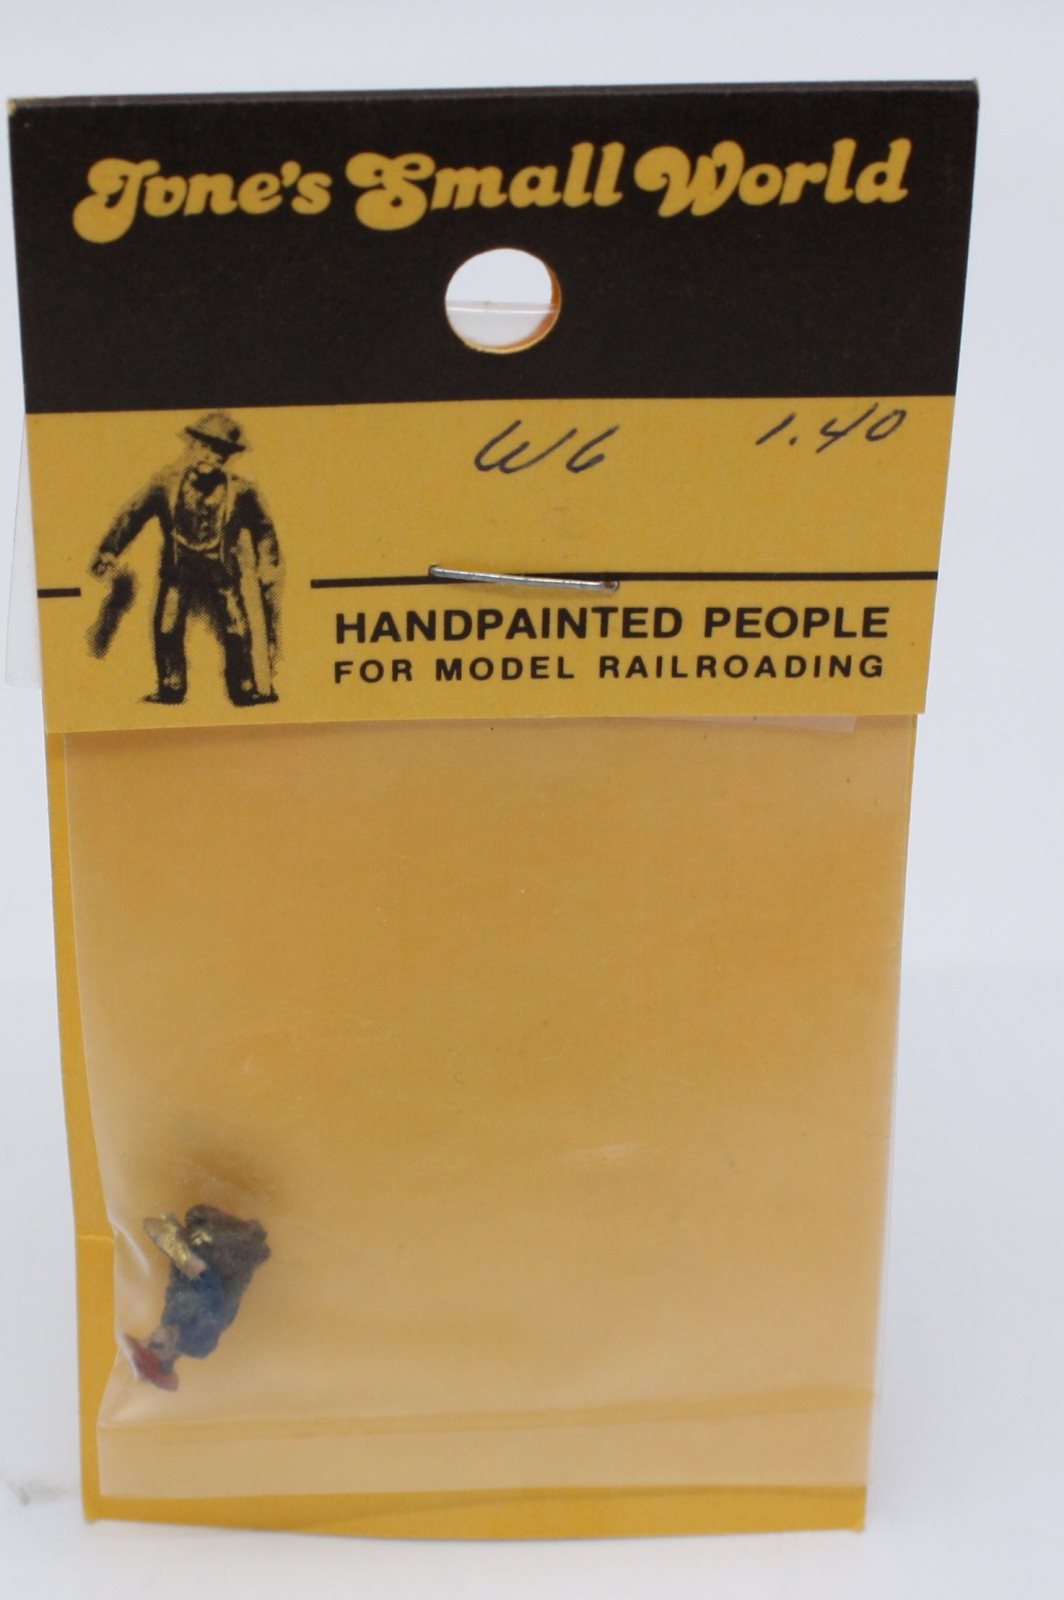 Jone's Small World
W6 1.40
HANDPAINTED PEOPLE
FOR MODEL RAILROADING